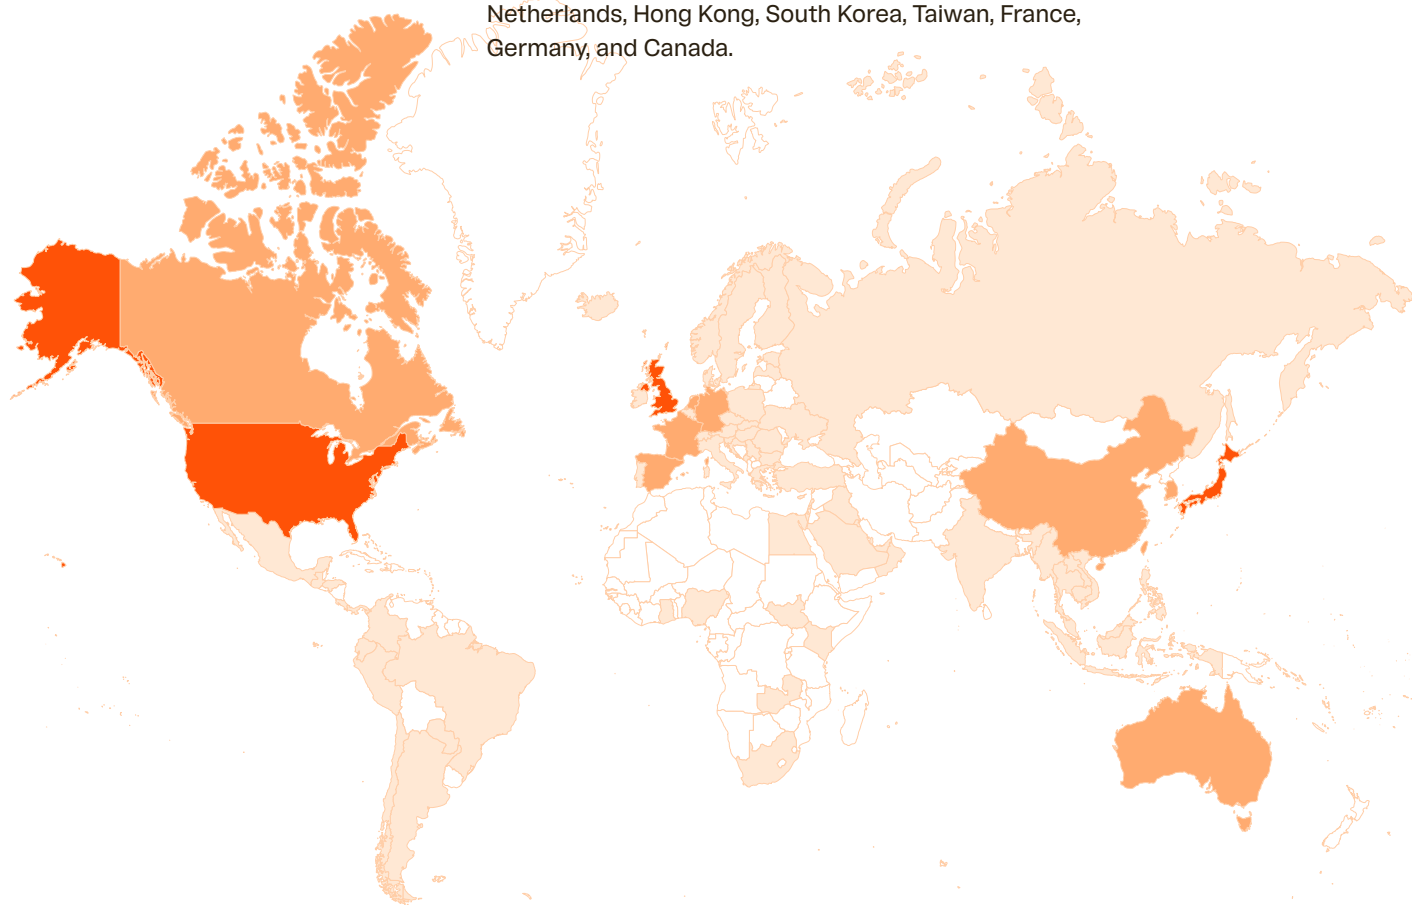 Netherlands, Hong Kong, South Korea, Taiwan, France,
Germany, and Canada.